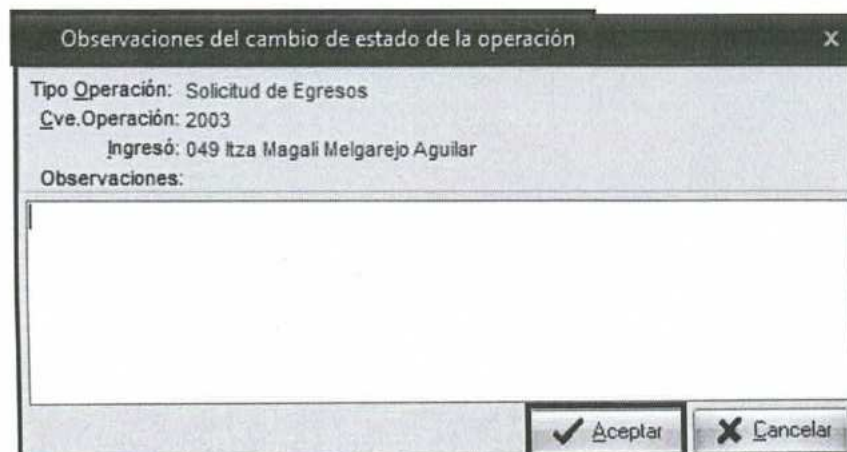 Observaciones del cambio de estado de la operación x
Tipo Operación: Solicitud de Egresos
Cve.Operación: 2003
Ingresó: 049 Itza Magali Melgarejo Aguilar
Observaciones:
Aceptar Cancelar